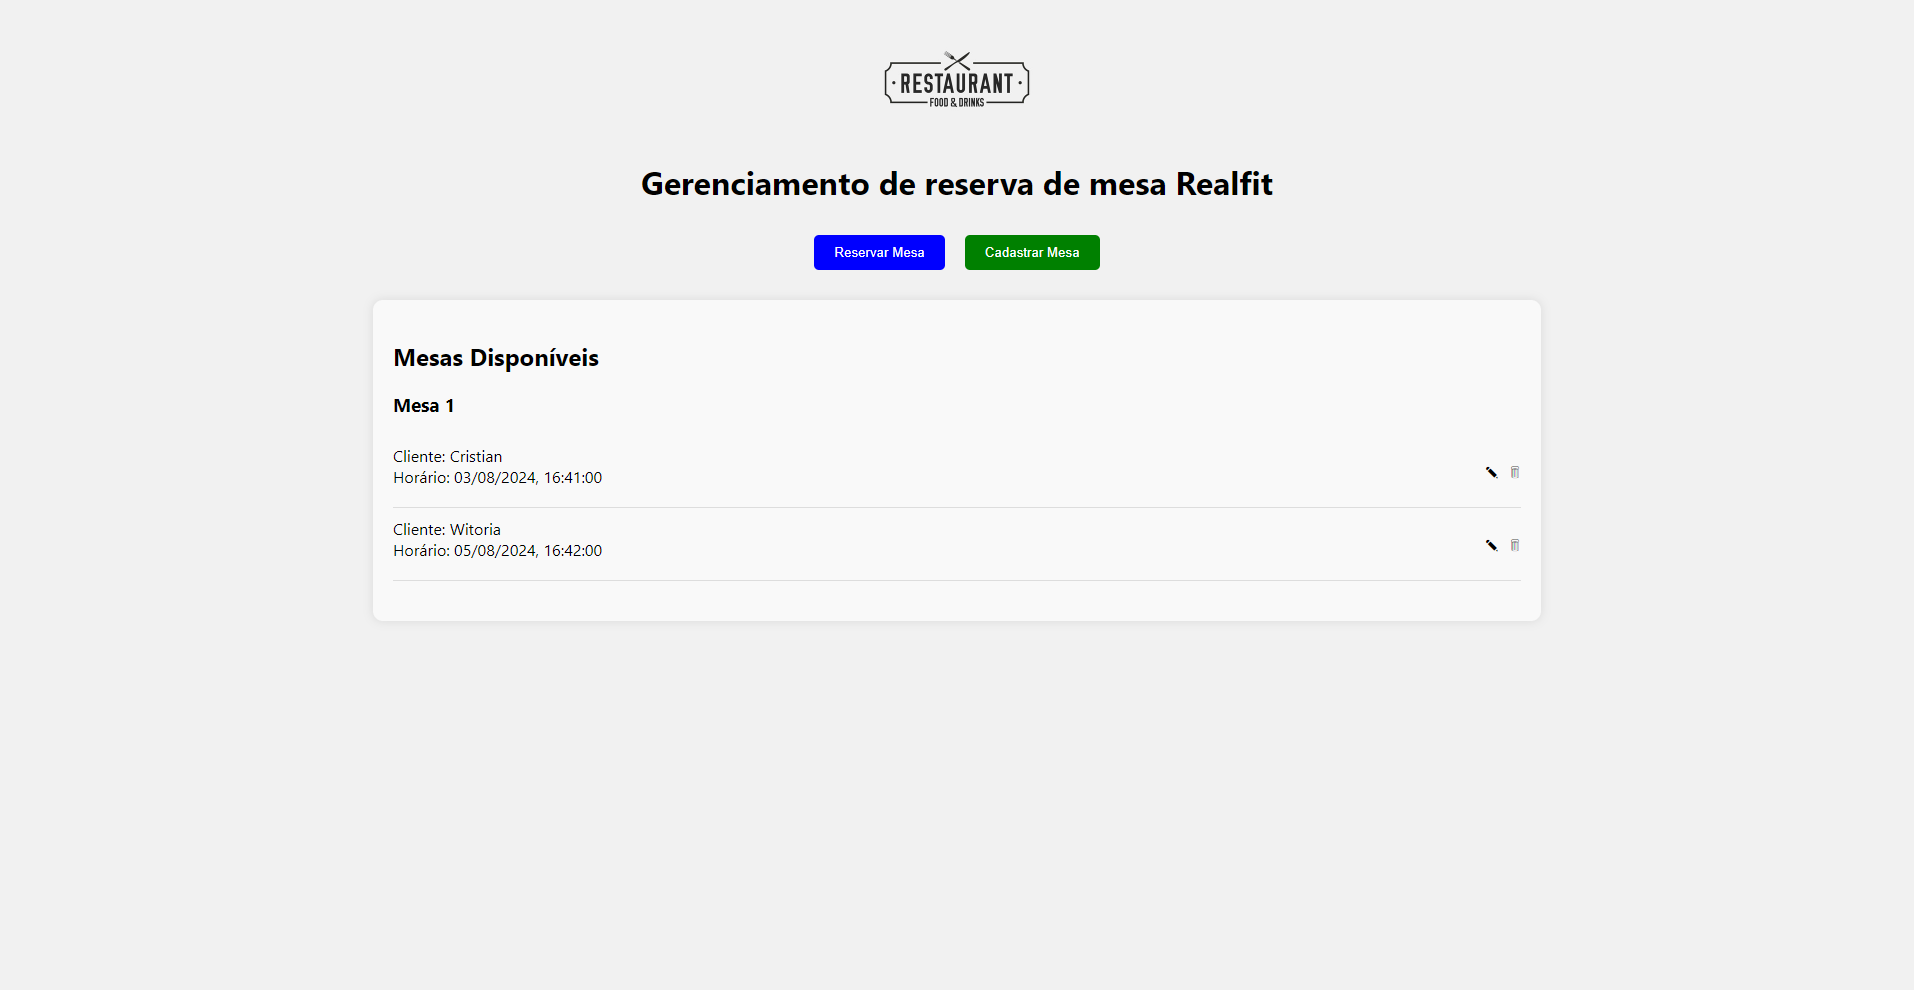 RESTAURANT
FOOD & DRINKS
Gerenciamento de reserva de mesa Realfit
Reservar Mesa
Cadastrar Mesa
Mesas Disponíveis
Mesa 1
Cliente: Cristian
Horário: 03/08/2024, 16:41:00
Cliente: Witoria
Horário: 05/08/2024, 16:42:00